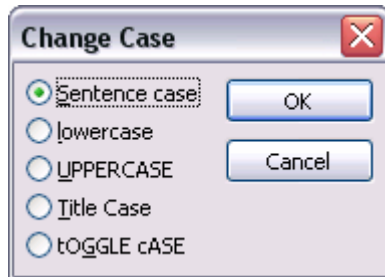 Change Case
Sentence case
OK
lowercase
Cancel
UPPERCASE
Title Case
tOGGLE cASE